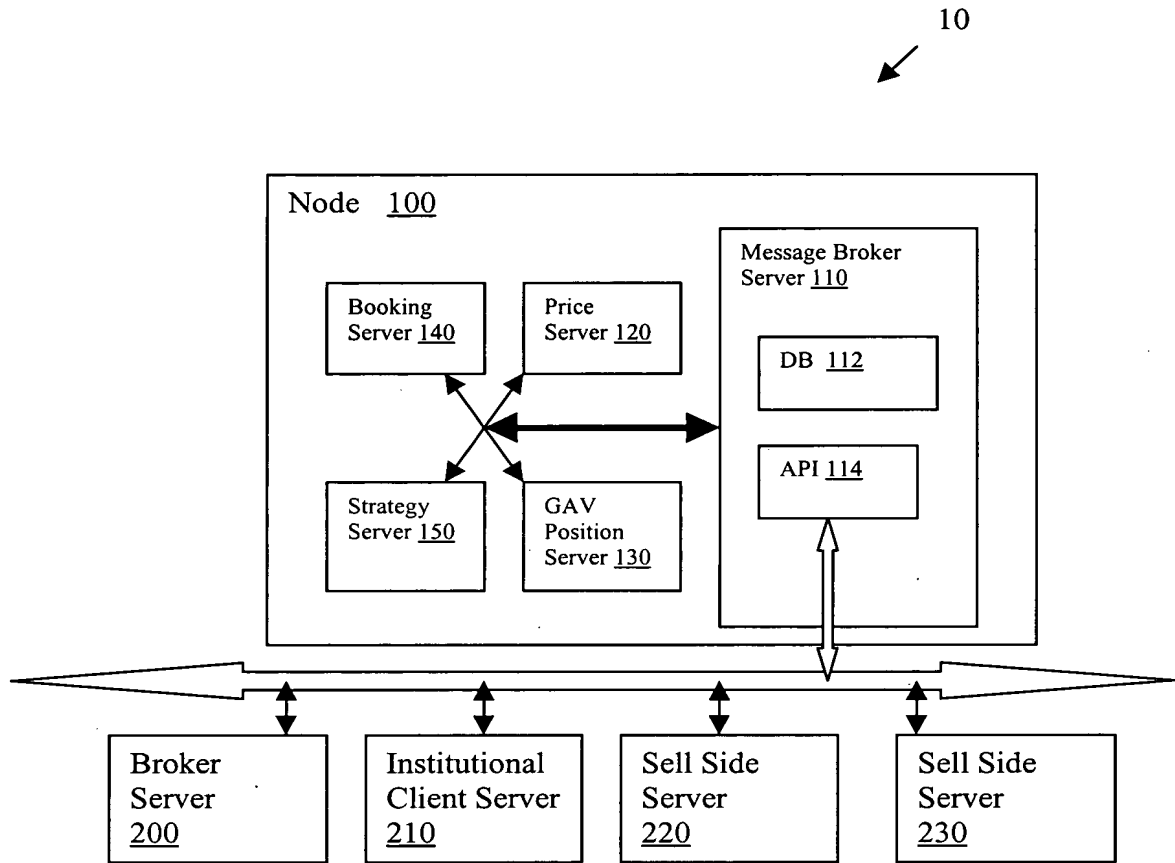 10
Node 100
Message Broker
Server 110
Booking
Server 140
Price
Server 120
DB 112
API 114
Strategy
Server 150
GAV
Position
Server 130
Broker
Server
200
Institutional
Client Server
210
Sell Side
Server
220
Sell Side
Server
230